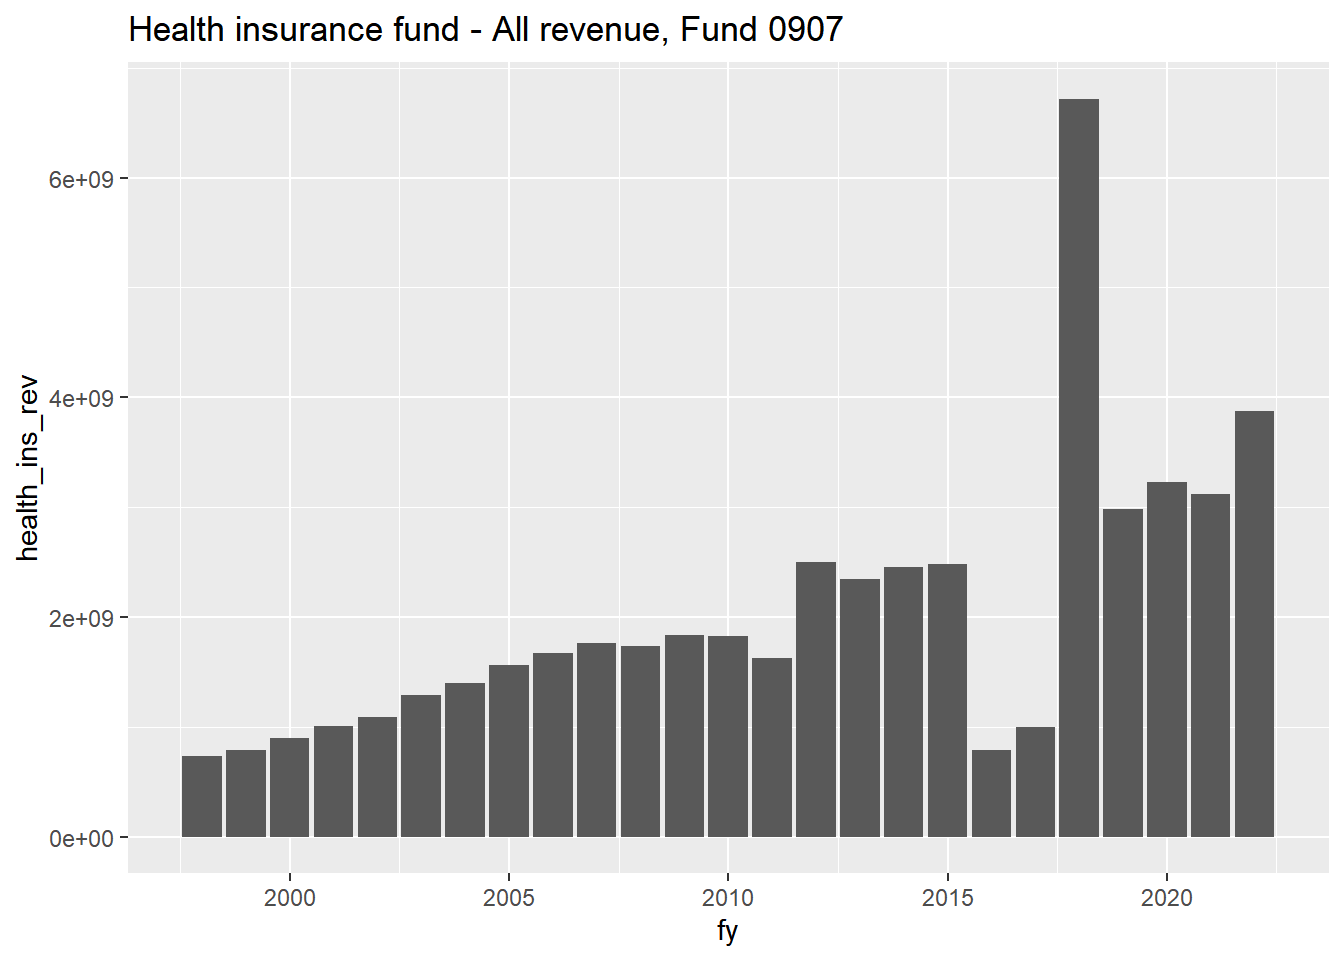 Health insurance fund - All revenue, Fund 0907
6e+09
4e+09
2e+09
0e+00
health_ins_rev
2000 2005 2010 2015 2020
fy